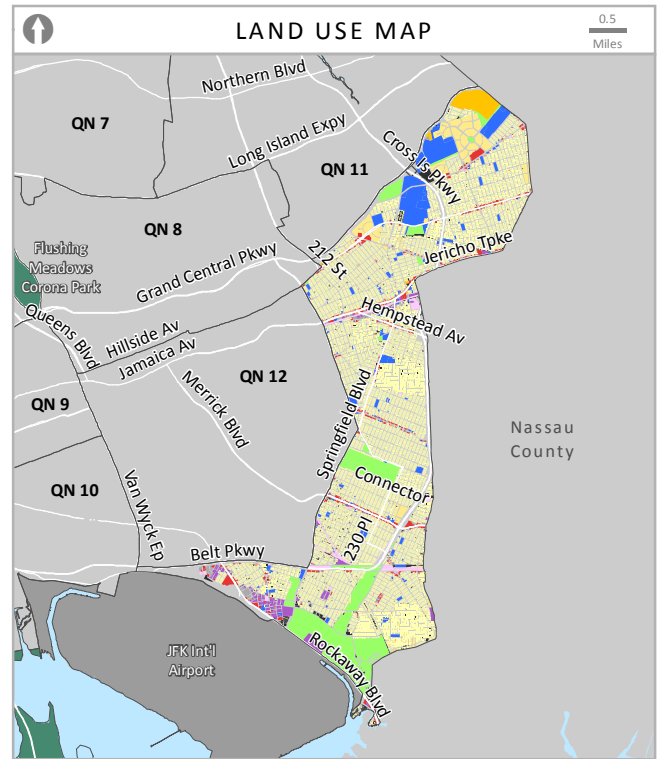 LAND USE MAP
0.5
Miles
Northern Blvd
QN 7
Long Island Expy
Cross Is Pkwy
QN 11
QN 8
212 St
Jericho Tpke
Flushing
Meadows
Corona Park
Grand Central Pkwy
Queens Blvd
Hillside Av
Hempstead Av
Jamaica Av
QN 12
QN 9
Merrick Blvd
Springfield Blvd
Nassau
County
QN 10
Van Wyck Ep
Connector
230 Pl
Belt Pkwy
JFK Int'l
Airport
Rockaway Blvd